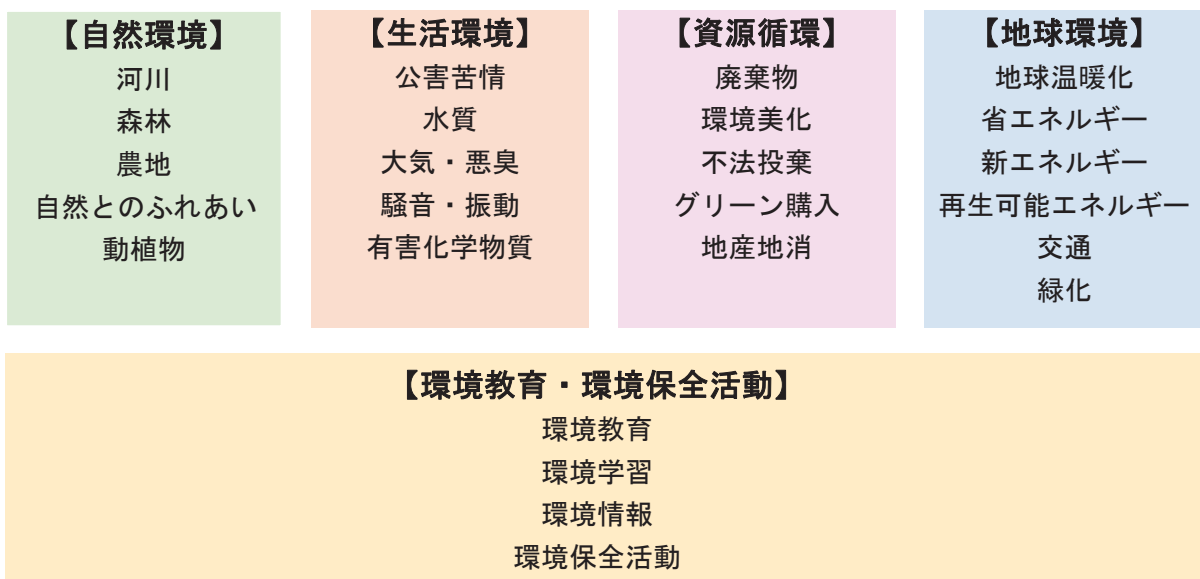 【自然環境】
河川
森林
農地
自然とのふれあい
動植物
【生活環境】
公害苦情
水質
大気・悪臭
騒音・振動
有害化学物質
【資源循環】
廃棄物
環境美化
不法投棄
グリーン購入
地産地消
【地球環境】
地球温暖化
省エネルギー
新エネルギー
再生可能エネルギー
交通
緑化
【環境教育・環境保全活動】
環境教育
環境学習
環境情報
環境保全活動